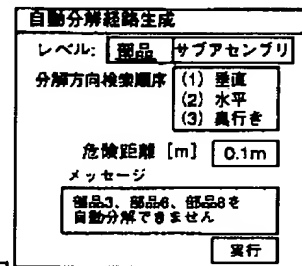 自動分解経路生成
レベル: 部品 サブアセンブリ
分解方向検索順序 (1) 垂直
(2) 水平
(3) 奥行き
危険距離 [m] 0.1m
メッセージ
部品3、部品6、部品8を
自動分解できません
実行